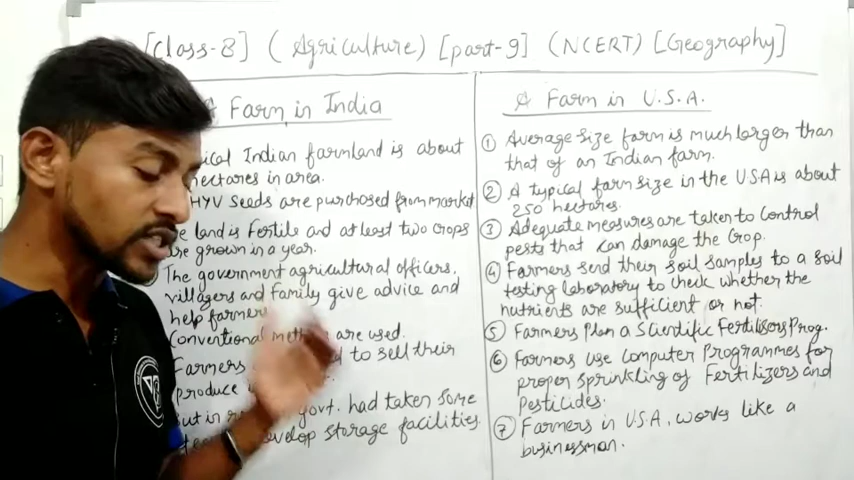 [Class-8] (Agriculture) [part-9] (NCERT) [Geography]
Farm in India
ical Indian farmland is about
hectares in area.
HYV seeds are purchosed from market
e land is Fertile and at least two crops
are grown in a year.
The government agricultural officers,
villagers and family give advice and
help farmers
Conventional methods are used.
Farmers to sell their
produce
But in govt. had taken some
develop storage facilities.
A Farm in U.S.A.
① Average size farm is much larger than
that of an Indian farm.
② A typical farm size in the USA is about
250 hectares.
③ Adequate measures are taken to control
pests that can damage the Crop.
④ Farmers send their soil samples to a soil
testing laboratory to check whether the
nutrients are sufficient or not.
⑤ Farmers Plan a Scientific Fertilisers Prog.
⑥ Farmers use Computer Programmes for
proper sprinkling of Fertilizers and
Pesticides.
⑦ Farmers in U.S.A. works like a
businessman.